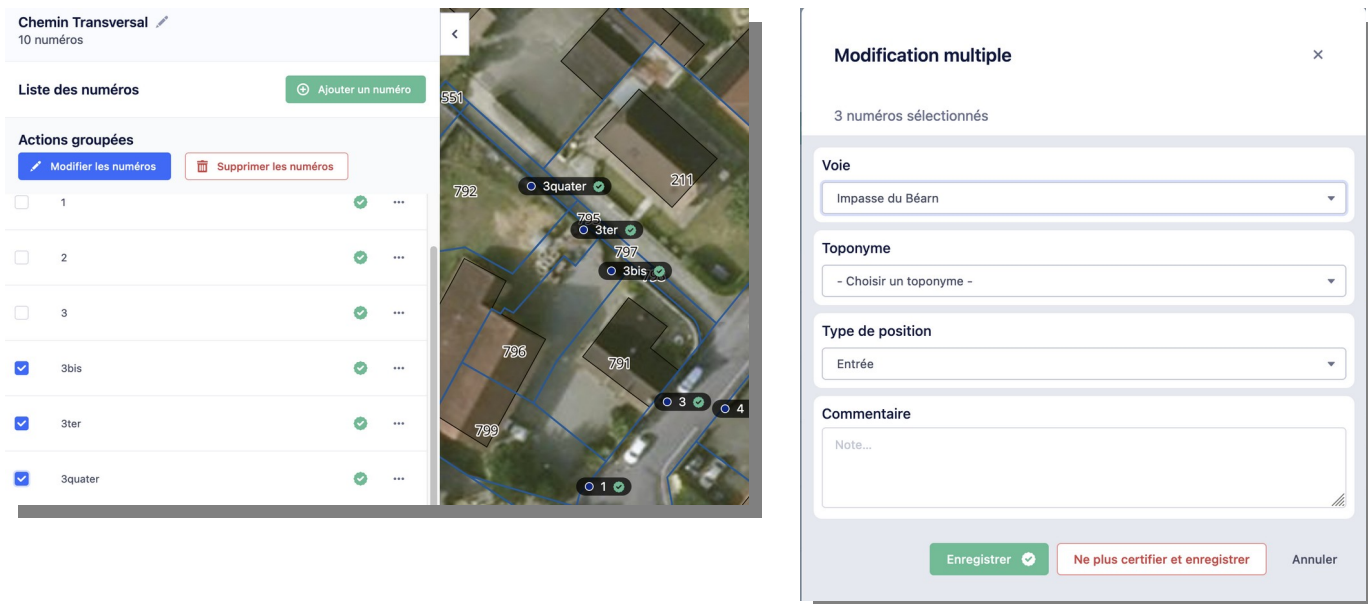 Chemin Transversal
10 numéros
Liste des numéros
Ajouter un numéro
Actions groupées
Modifier les numéros
Supprimer les numéros
1
2
3
3bis
3ter
3quater
551
792
3quater
211
795
3ter
797
3bis
796
791
3
4
799
1
Modification multiple
3 numéros sélectionnés
Voie
Impasse du Béarn
Toponyme
- Choisir un toponyme -
Type de position
Entrée
Commentaire
Note...
Enregistrer
Ne plus certifier et enregistrer
Annuler